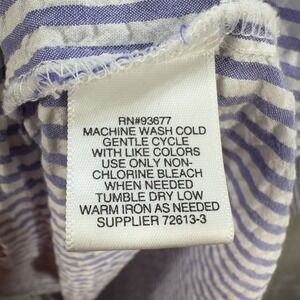 RN#93677
MACHINE WASH COLD
GENTLE CYCLE
WITH LIKE COLORS
USE ONLY NON-
CHLORINE BLEACH
WHEN NEEDED
TUMBLE DRY LOW
WARM IRON AS NEEDED
SUPPLIER 72613-3